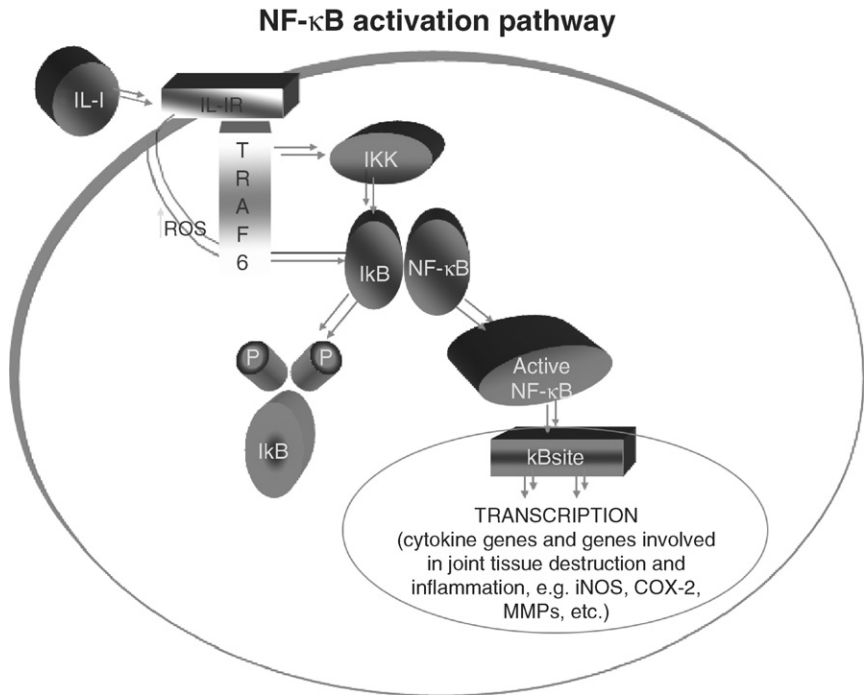 NF-κB activation pathway
IL-I
IL-IR
TRAF6
IKK
ROS
IkB
NF-κB
P
P
Active
NF-κB
IkB
kBsite
TRANSCRIPTION
(cytokine genes and genes involved
in joint tissue destruction and
inflammation, e.g. iNOS, COX-2,
MMPs, etc.)